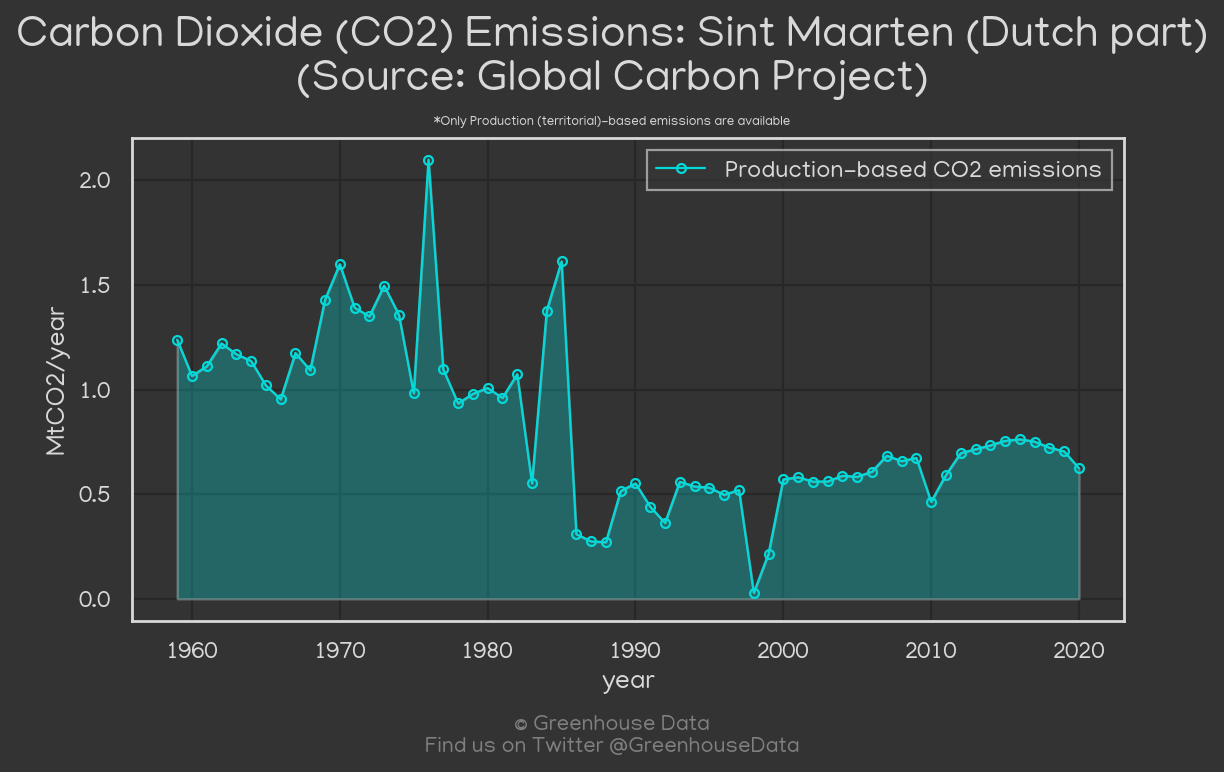 Carbon Dioxide (CO2) Emissions: Sint Maarten (Dutch part)
(Source: Global Carbon Project)
*Only Production (territorial)-based emissions are available
Production-based CO2 emissions
2.0
1.5
1.0
0.5
0.0
MtCO2/year
1960 1970 1980 1990 2000 2010 2020
year
© Greenhouse Data
Find us on Twitter @GreenhouseData